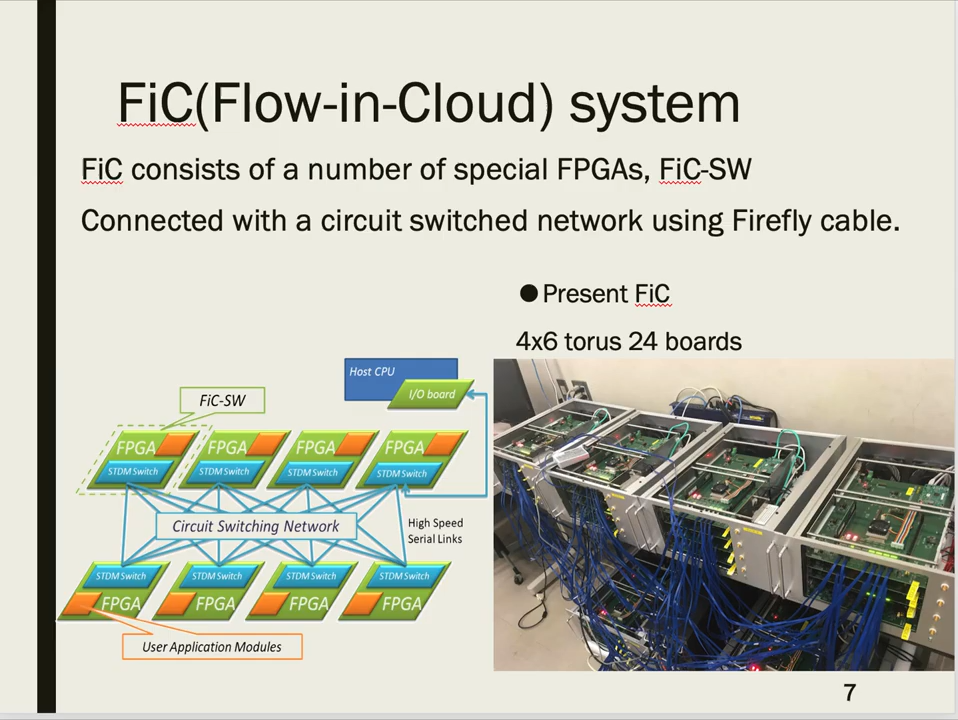 FiC(Flow-in-Cloud) system
FiC consists of a number of special FPGAs, FiC-SW
Connected with a circuit switched network using Firefly cable.
●Present FiC
4x6 torus 24 boards
Host CPU
I/O board
FiC-SW
FPGA FPGA FPGA FPGA
STDM Switch STDM Switch STDM Switch STDM Switch
Circuit Switching Network
High Speed
Serial Links
STDM Switch STDM Switch STDM Switch STDM Switch
FPGA FPGA FPGA FPGA
User Application Modules
7